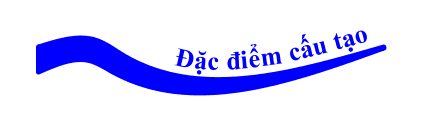 Đặc điểm cấu tạo